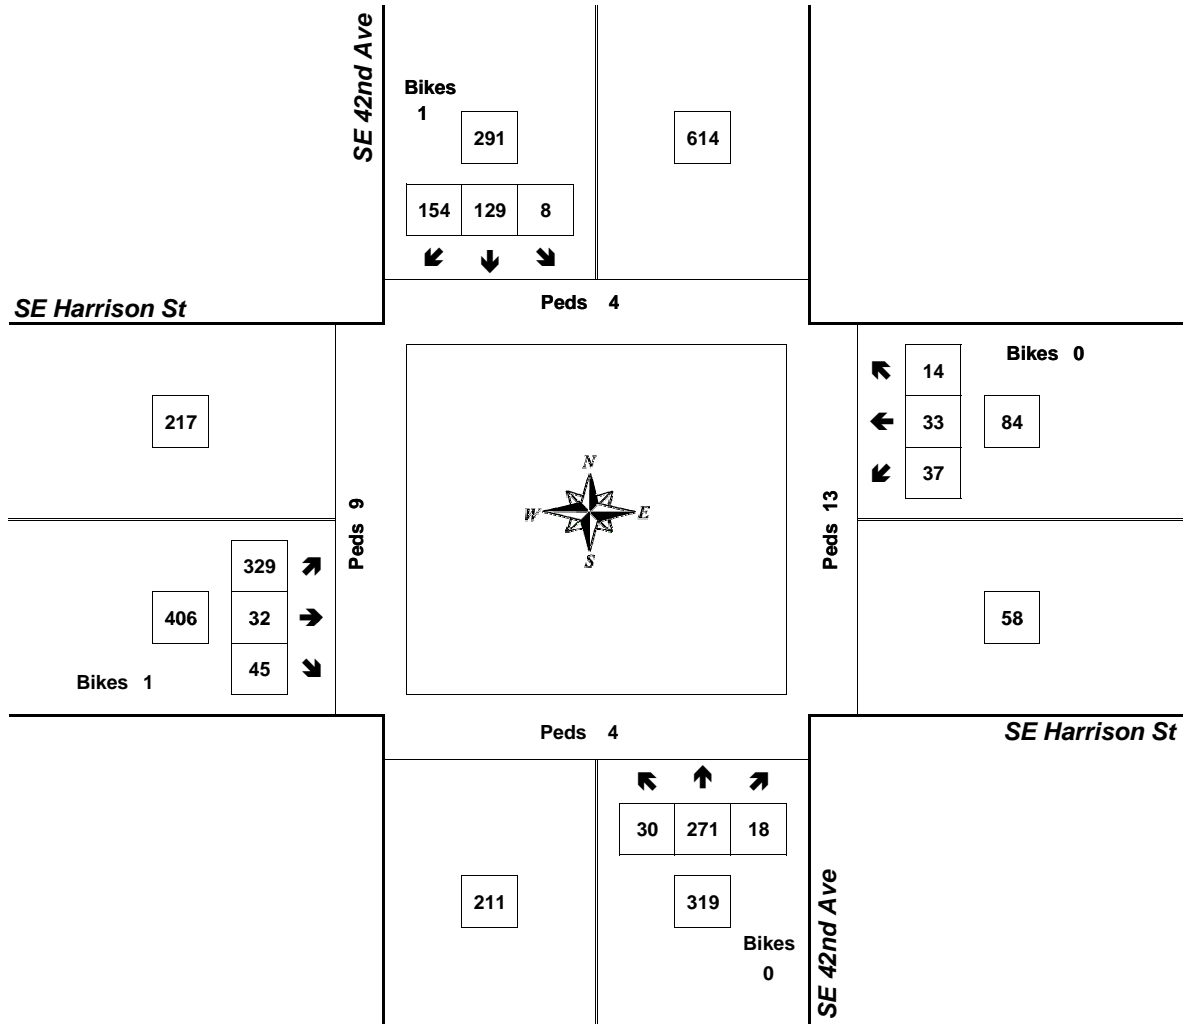 SE 42nd Ave
Bikes
1
291
614
154 129 8
Peds 4
SE Harrison St
Bikes 0
14
217
33 84
37
N
W E
S
Peds 9
Peds 13
329
406 32
45
58
Bikes 1
Peds 4
SE Harrison St
30 271 18
211
319
Bikes
0
SE 42nd Ave